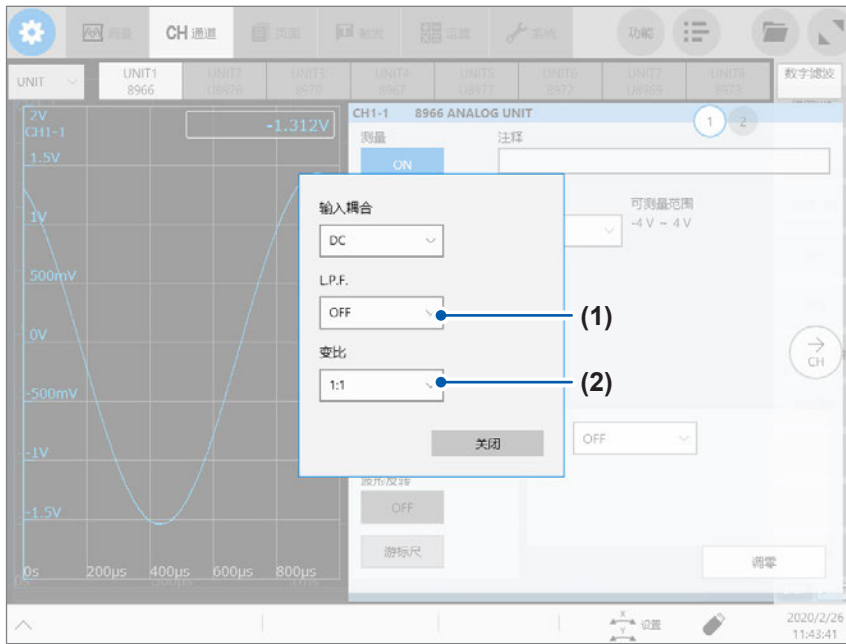 测量
CH 通道
页面
触发
运算
系统
功能
UNIT
UNIT1
8966
UNIT2
U8976
UNIT3
8970
UNIT4
8967
UNIT5
U8977
UNIT6
8972
UNIT7
U8969
UNIT8
8973
数字滤波
2V
CH1-1
-1.312V
1.5V
1V
500mV
0V
-500mV
-1V
-1.5V
0s
200µs
400µs
600µs
800µs
CH1-1 8966 ANALOG UNIT
1
2
测量
注释
ON
可测量范围
-4 V ~ 4 V
输入耦合
DC
L.P.F.
OFF
(1)
变比
1:1
(2)
关闭
OFF
波形反转
OFF
游标尺
调零
CH
X
Y
设置
2020/2/26
11:43:41